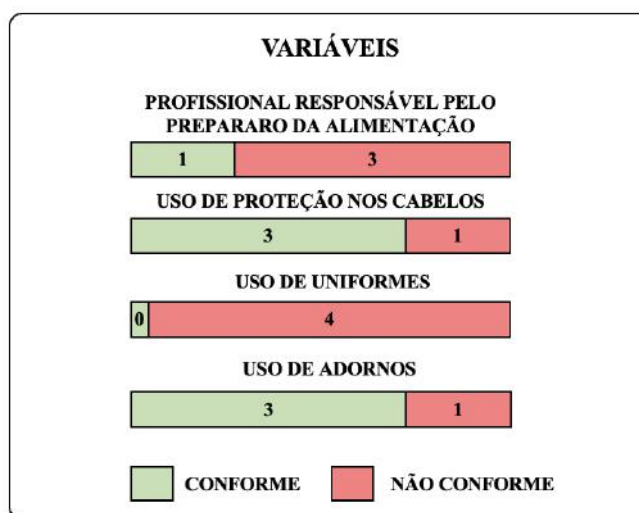 VARIÁVEIS
PROFISSIONAL RESPONSÁVEL PELO
PREPARARO DA ALIMENTAÇÃO
1 3
USO DE PROTEÇÃO NOS CABELOS
3 1
USO DE UNIFORMES
0 4
USO DE ADORNOS
3 1
CONFORME NÃO CONFORME